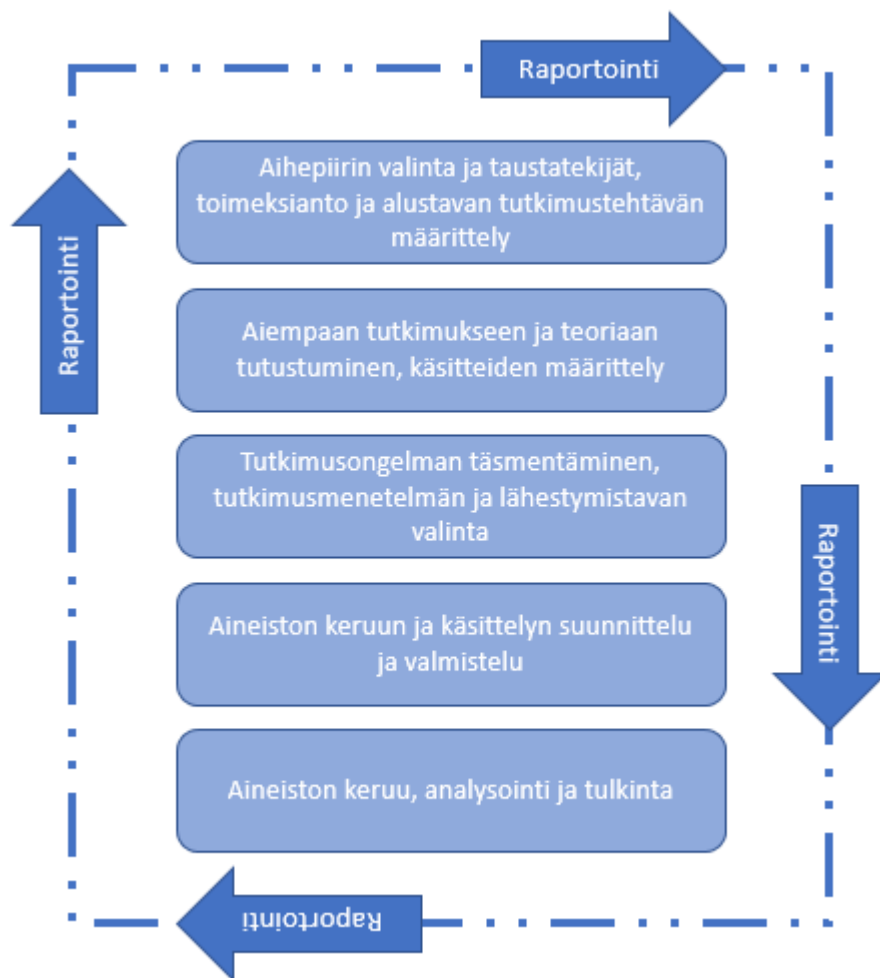 Raportointi
Aihepiirin valinta ja taustatekijät,
toimeksianto ja alustavan tutkimustehtävän
määrittely
Raportointi
Aiempaan tutkimukseen ja teoriaan
tutustuminen, käsitteiden määrittely
Tutkimusongelman täsmentäminen,
tutkimusmenetelmän ja lähestymistavan
valinta
Raportointi
Aineiston keruun ja käsittelyn suunnittelu
ja valmistelu
Aineiston keruu, analysointi ja tulkinta
Raportointi